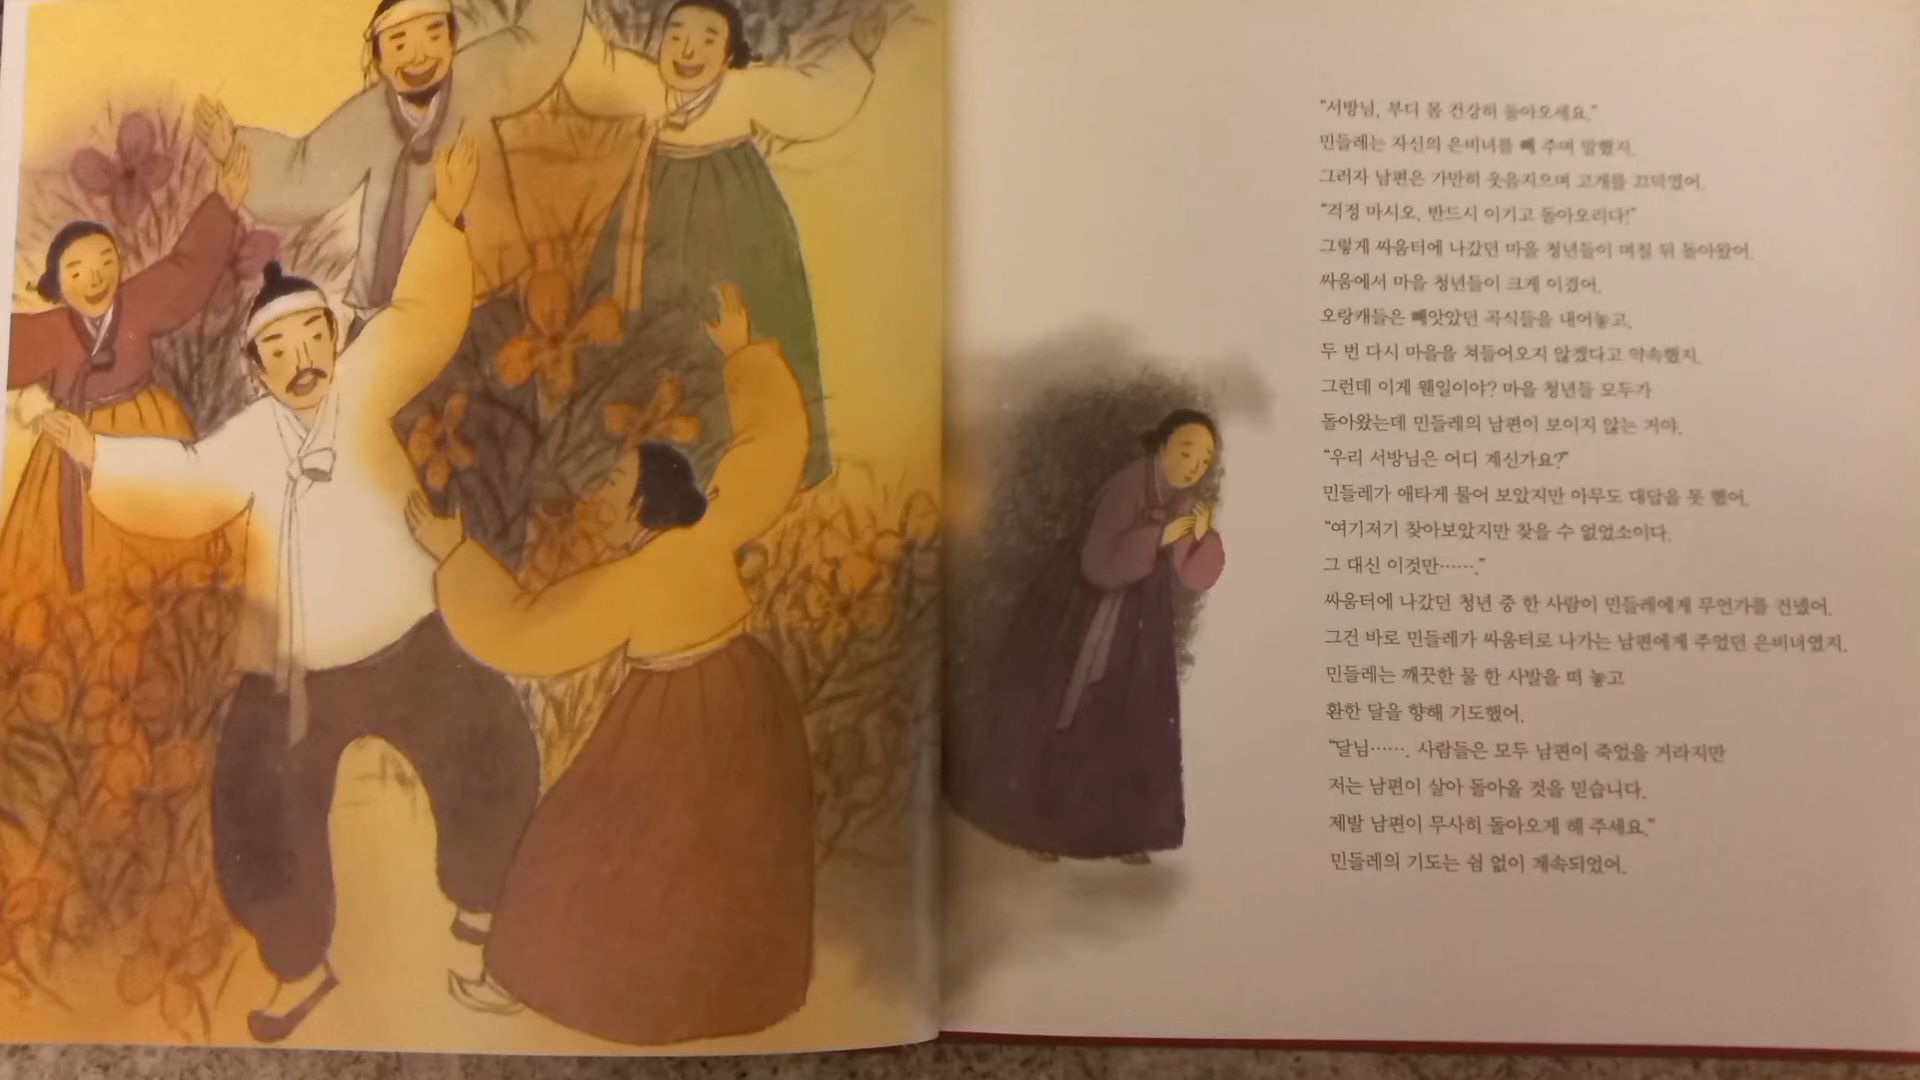 "서방님, 부디 몸 건강히 돌아오세요."
민들레는 자신의 은비녀를 빼 주며 말했지.
그러자 남편은 가만히 웃음지으며 고개를 끄덕였어.
"걱정 마시오, 반드시 이기고 돌아오리다!"
그렇게 싸움터에 나갔던 마을 청년들이 며칠 뒤 돌아왔어.
싸움에서 마을 청년들이 크게 이겼어.
오랑캐들은 빼앗았던 곡식들을 내어놓고,
두 번 다시 마을을 쳐들어오지 않겠다고 약속했지.
그런데 이게 웬일이야? 마을 청년들 모두가
돌아왔는데 민들레의 남편이 보이지 않는 거야.
"우리 서방님은 어디 계신가요?"
민들레가 애타게 물어 보았지만 아무도 대답을 못 했어.
"여기저기 찾아보았지만 찾을 수 없었소이다.
그 대신 이것만……."
싸움터에 나갔던 청년 중 한 사람이 민들레에게 무언가를 건넸어.
그건 바로 민들레가 싸움터로 나가는 남편에게 주었던 은비녀였지.
민들레는 깨끗한 물 한 사발을 떠 놓고
환한 달을 향해 기도했어.
"달님……. 사람들은 모두 남편이 죽었을 거라지만
저는 남편이 살아 돌아올 것을 믿습니다.
제발 남편이 무사히 돌아오게 해 주세요."
민들레의 기도는 쉼 없이 계속되었어.